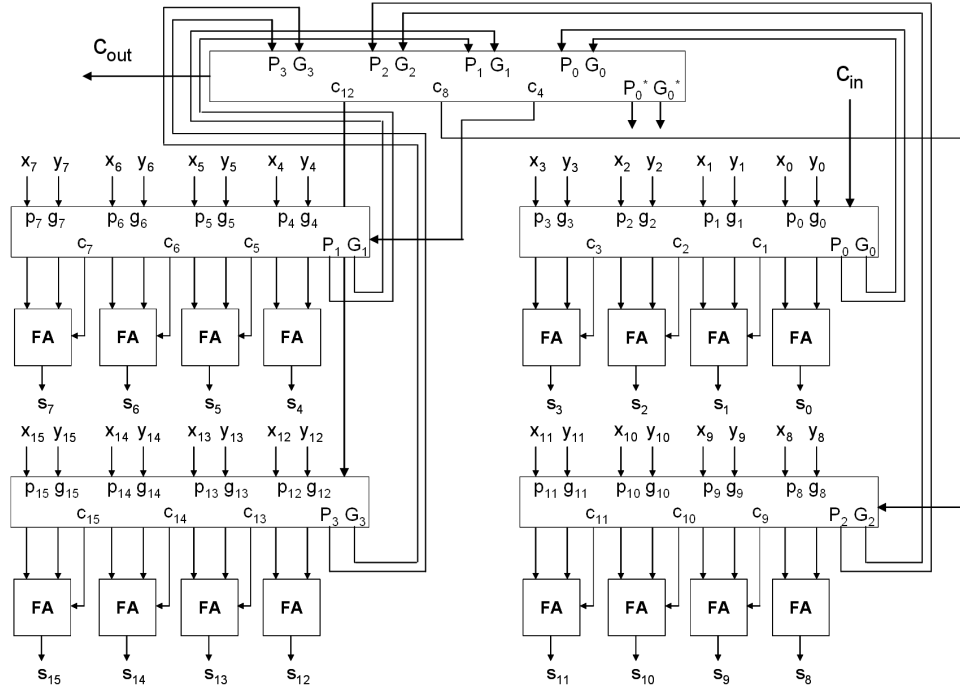 P₃ G₃ P₂ G₂ P₁ G₁ P₀ G₀
C_out
c₁₂ c₈ c₄ P₀* G₀*
C_in
x₇ y₇ x₆ y₆ x₅ y₅ x₄ y₄
p₇ g₇ p₆ g₆ p₅ g₅ p₄ g₄
c₇ c₆ c₅ P₁ G₁
FA FA FA FA
s₇ s₆ s₅ s₄
x₃ y₃ x₂ y₂ x₁ y₁ x₀ y₀
p₃ g₃ p₂ g₂ p₁ g₁ p₀ g₀
c₃ c₂ c₁ P₀ G₀
FA FA FA FA
s₃ s₂ s₁ s₀
x₁₅ y₁₅ x₁₄ y₁₄ x₁₃ y₁₃ x₁₂ y₁₂
p₁₅ g₁₅ p₁₄ g₁₄ p₁₃ g₁₃ p₁₂ g₁₂
c₁₅ c₁₄ c₁₃ P₃ G₃
FA FA FA FA
s₁₅ s₁₄ s₁₃ s₁₂
x₁₁ y₁₁ x₁₀ y₁₀ x₉ y₉ x₈ y₈
p₁₁ g₁₁ p₁₀ g₁₀ p₉ g₉ p₈ g₈
c₁₁ c₁₀ c₉ P₂ G₂
FA FA FA FA
s₁₁ s₁₀ s₉ s₈